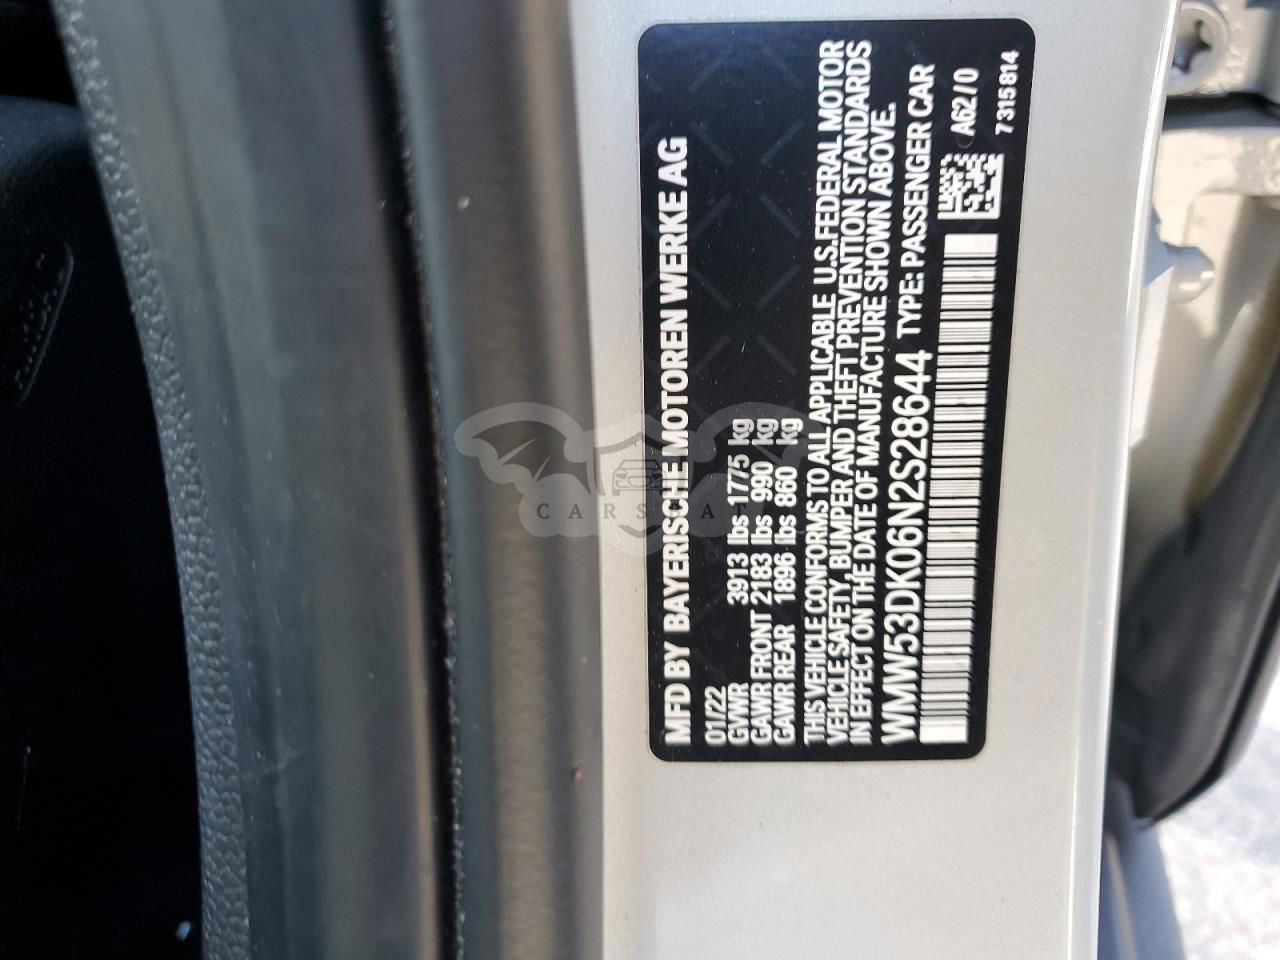 MFD BY BAYERISCHE MOTOREN WERKE AG
01/22
GVWR 3913 lbs 1775 kg
GAWR FRONT 2183 lbs 990 kg
GAWR REAR 1896 lbs 860 kg
THIS VEHICLE CONFORMS TO ALL APPLICABLE U.S. FEDERAL MOTOR
VEHICLE SAFETY, BUMPER AND THEFT PREVENTION STANDARDS
IN EFFECT ON THE DATE OF MANUFACTURE SHOWN ABOVE.
WMW53DK06N2S28644 TYPE: PASSENGER CAR
A62/0
7 315 814
AIRBAG
CARSBAT